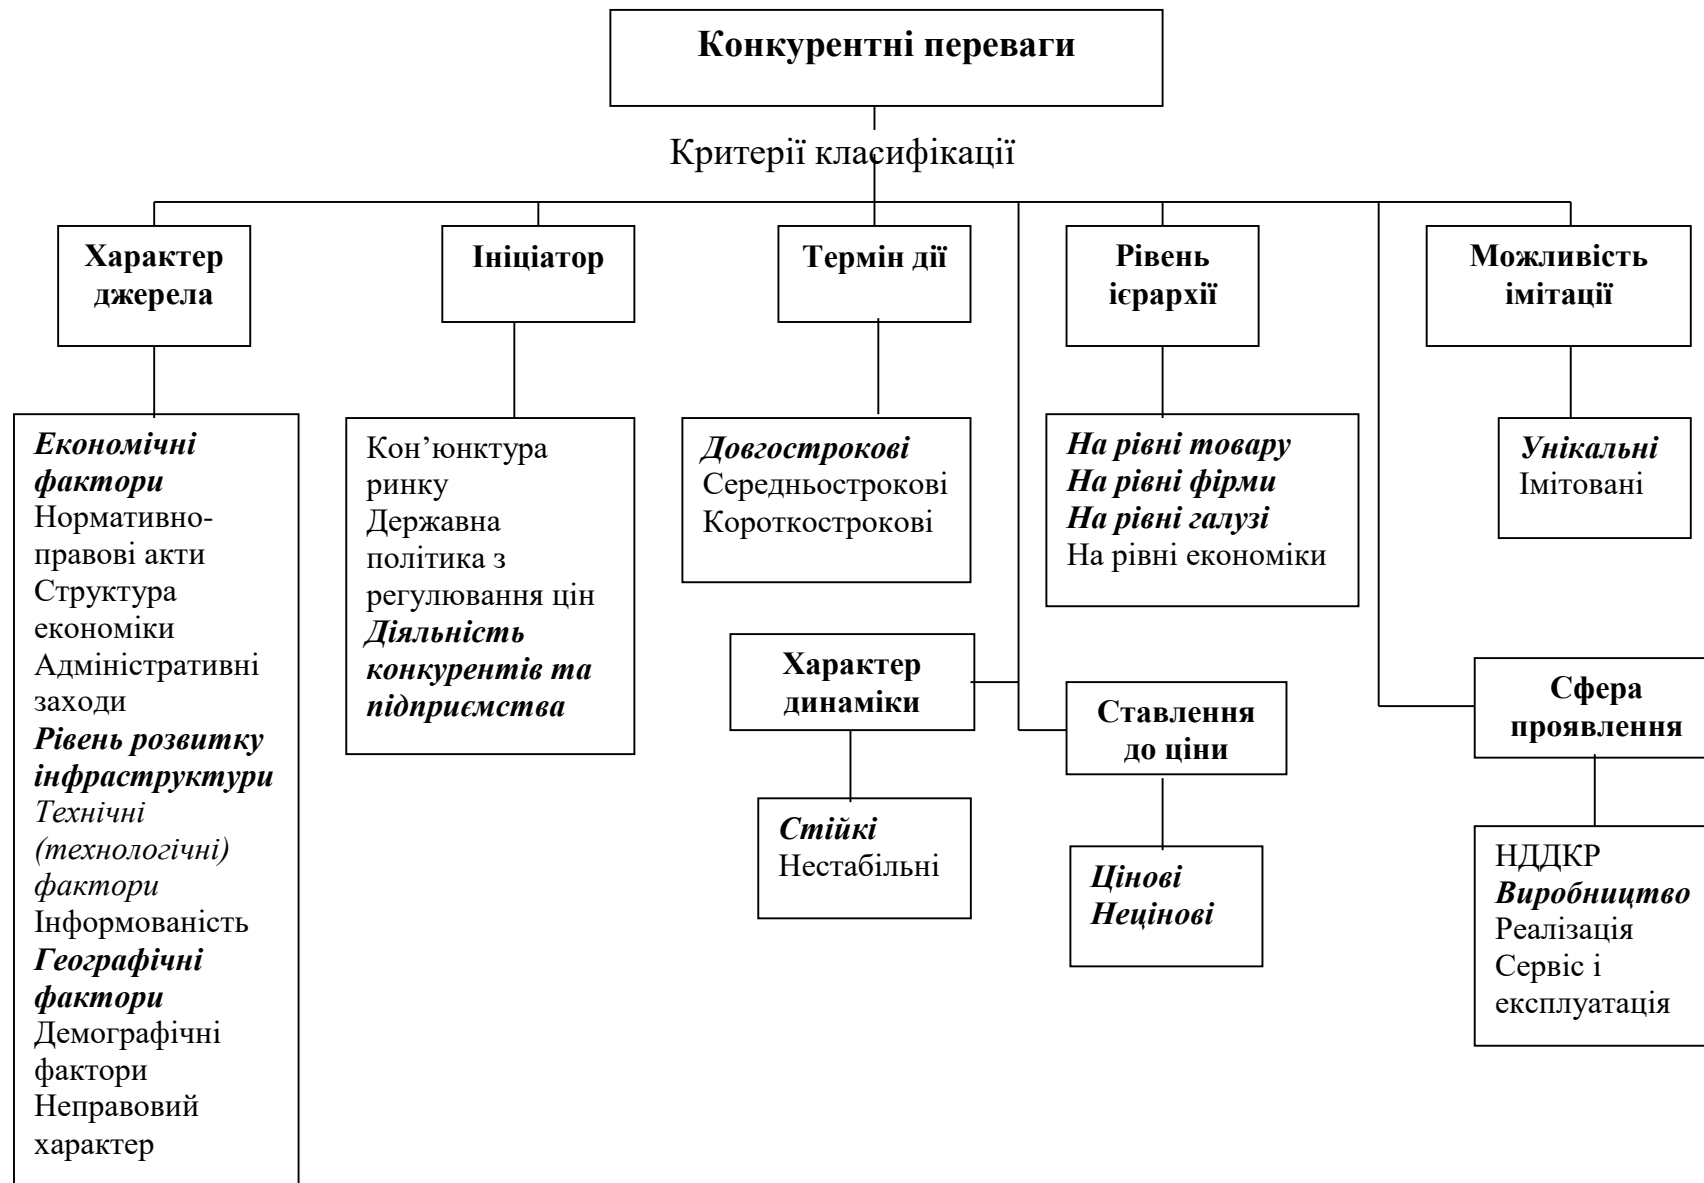 Конкурентні переваги
Критерії класифікації
Характер
джерела
Ініціатор
Термін дії
Рівень
ієрархії
Можливість
імітації
Економічні
фактори
Нормативно-
правові акти
Структура
економіки
Адміністративні
заходи
Рівень розвитку
інфраструктури
Технічні
(технологічні)
фактори
Інформованість
Географічні
фактори
Демографічні
фактори
Неправовий
характер
Кон’юнктура
ринку
Державна
політика з
регулювання цін
Діяльність
конкурентів та
підприємства
Довгострокові
Середньострокові
Короткострокові
На рівні товару
На рівні фірми
На рівні галузі
На рівні економіки
Унікальні
Імітовані
Характер
динаміки
Стійкі
Нестабільні
Ставлення
до ціни
Цінові
Нецінові
Сфера
проявлення
НДДКР
Виробництво
Реалізація
Сервіс і
експлуатація